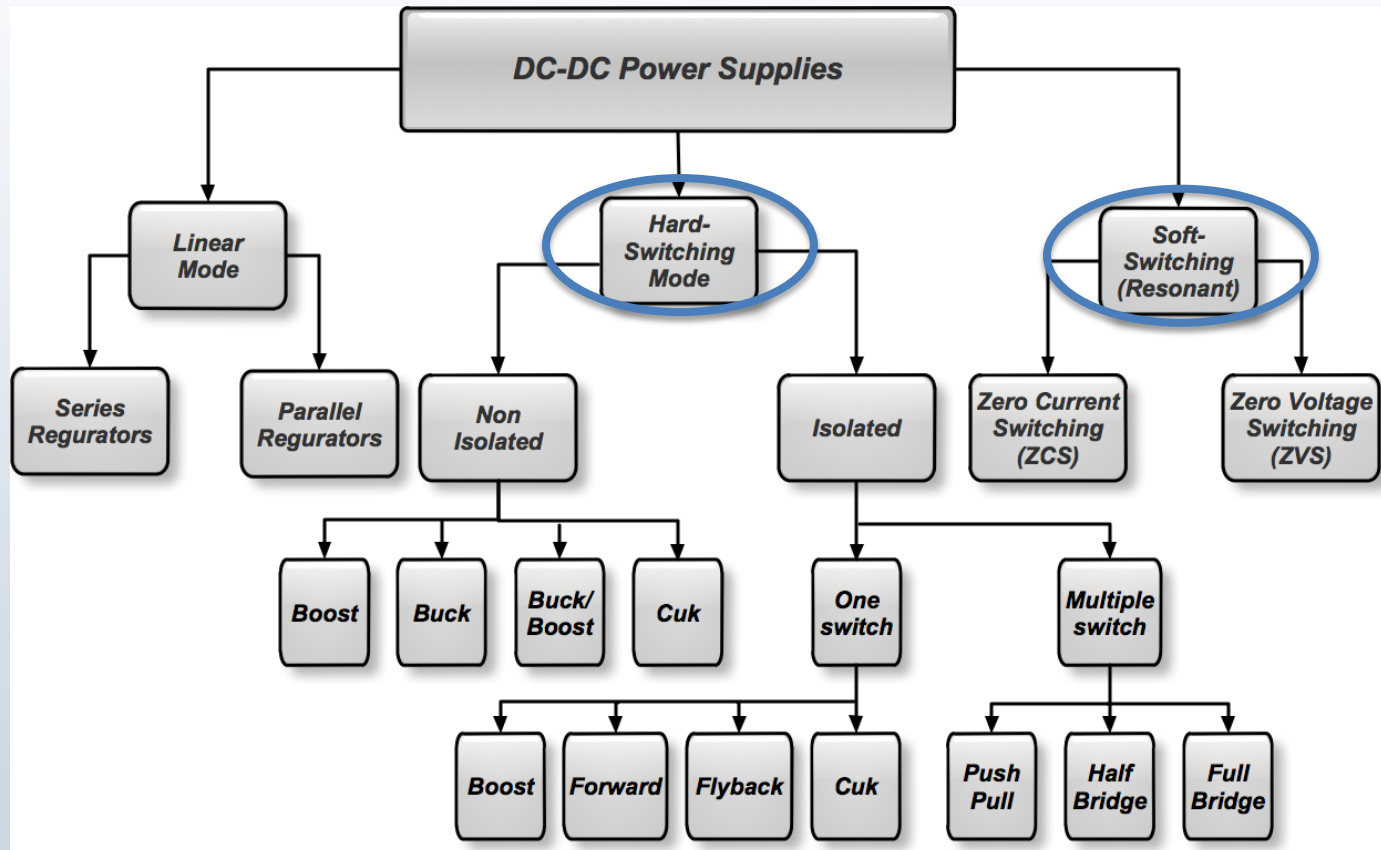 DC-DC Power Supplies
Linear
Mode
Hard-
Switching
Mode
Soft-
Switching
(Resonant)
Series
Regurators
Parallel
Regurators
Non
Isolated
Isolated
Zero Current
Switching
(ZCS)
Zero Voltage
Switching
(ZVS)
Boost
Buck
Buck/
Boost
Cuk
One
switch
Multiple
switch
Boost
Forward
Flyback
Cuk
Push
Pull
Half
Bridge
Full
Bridge